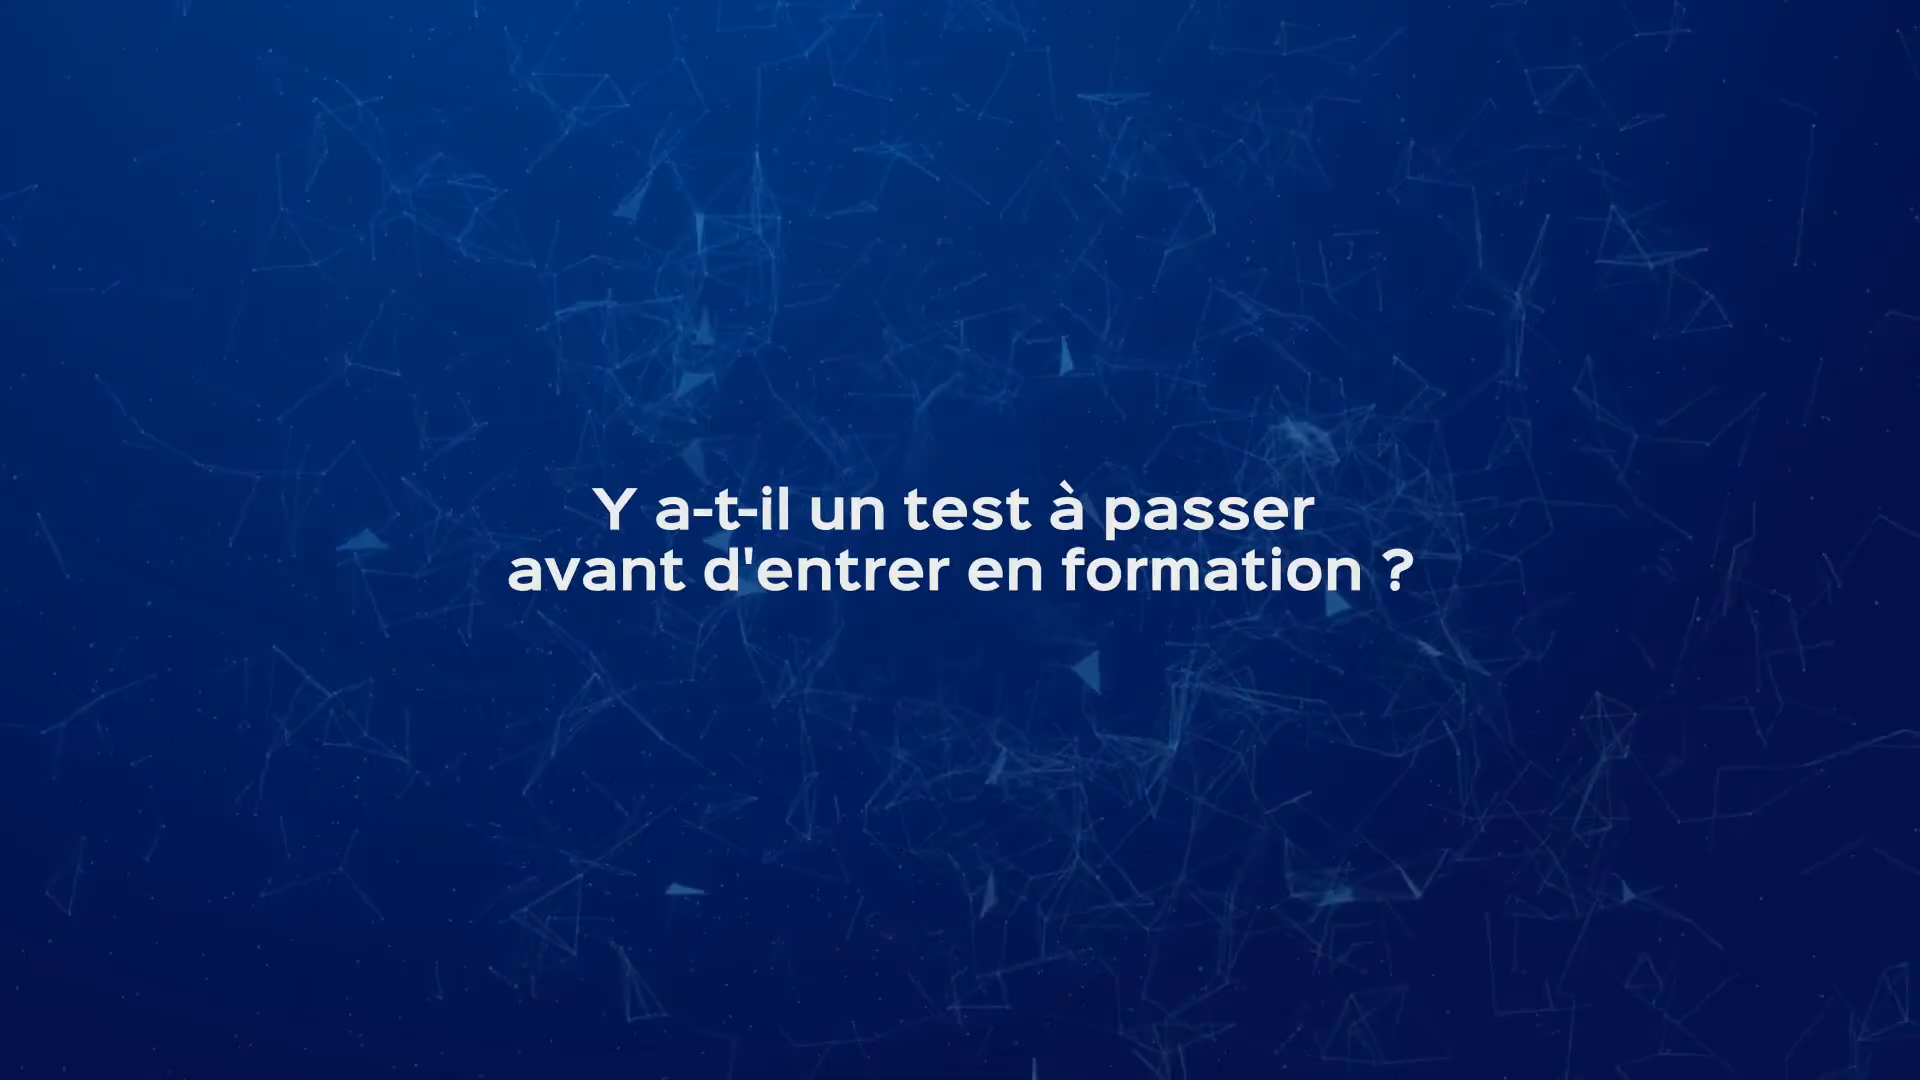 Y a-t-il un test à passer
avant d'entrer en formation ?